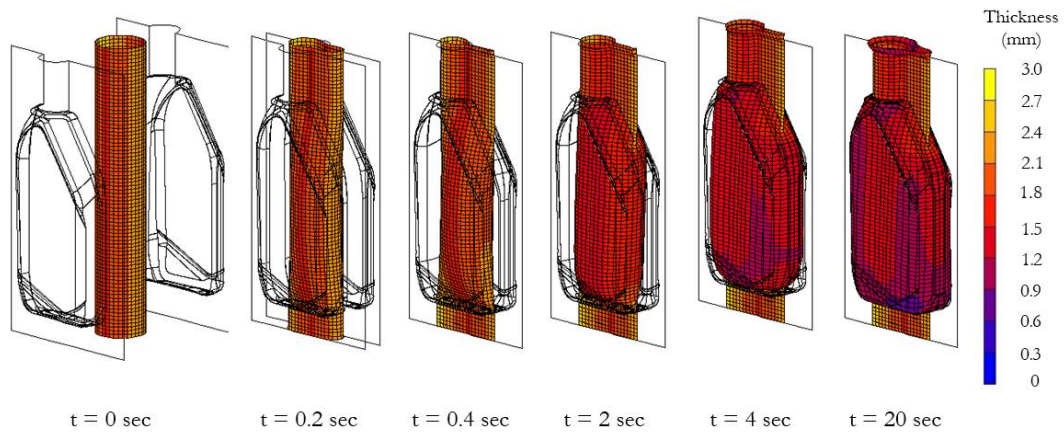 Thickness
(mm)
3.0
2.7
2.4
2.1
1.8
1.5
1.2
0.9
0.6
0.3
0
t = 0 sec
t = 0.2 sec
t = 0.4 sec
t = 2 sec
t = 4 sec
t = 20 sec